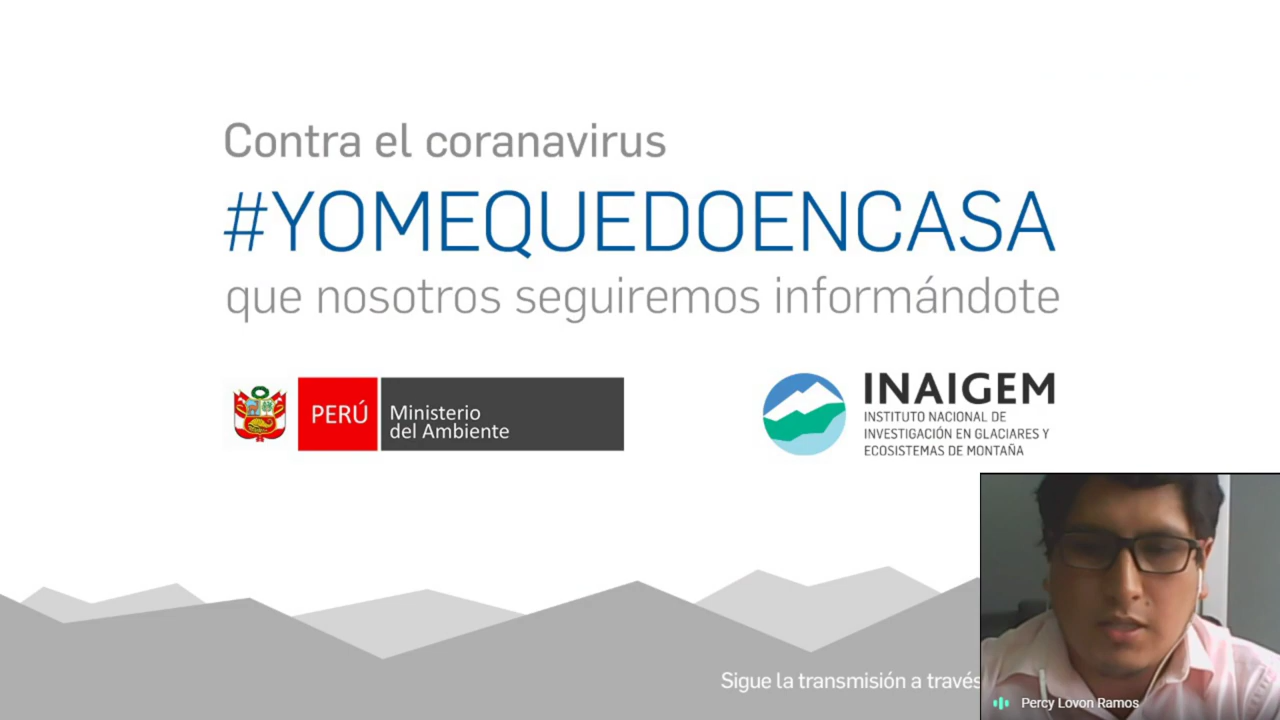 Contra el coranavirus
#YOMEQUEDOENCASA
que nosotros seguiremos informándote
PERÚ
Ministerio
del Ambiente
INAIGEM
INSTITUTO NACIONAL DE
INVESTIGACIÓN EN GLACIARES Y
ECOSISTEMAS DE MONTAÑA
Sigue la transmisión a través
Percy Lovon Ramos